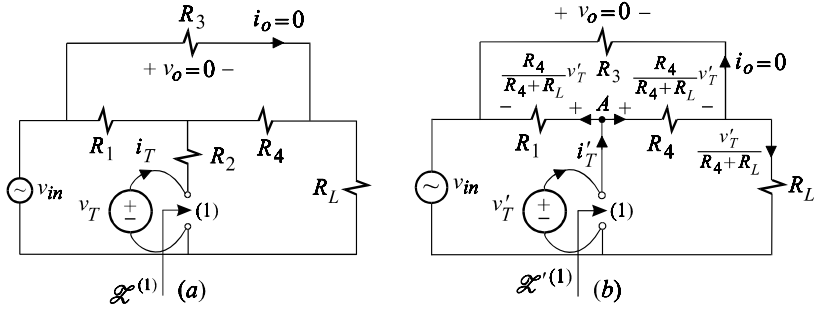 R3 io=0
+ vo=0 −
R1 iT R2 R4
vin vT + − (1) RL
𝒵(1) (a)
+ vo=0 −
R3
R4/(R4+RL) v′T R4/(R4+RL) v′T io=0
− + A + −
R1 i′T R4 v′T/(R4+RL)
vin v′T + − (1) RL
𝒵′(1) (b)